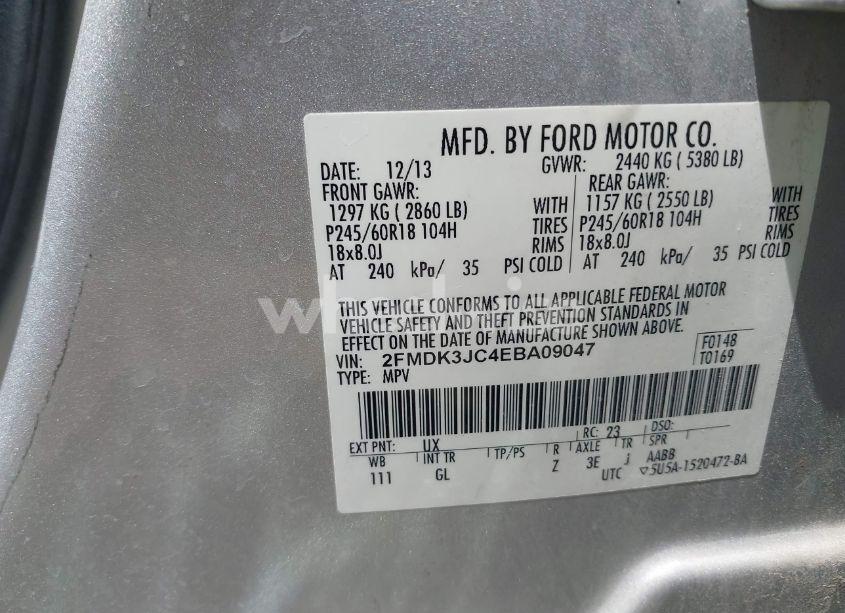 MFD. BY FORD MOTOR CO.
DATE: 12/13 GVWR: 2440 KG ( 5380 LB)
FRONT GAWR: REAR GAWR:
1297 KG ( 2860 LB) WITH 1157 KG ( 2550 LB) WITH
P245/60R18 104H TIRES P245/60R18 104H TIRES
18x8.0J RIMS 18x8.0J RIMS
AT 240 kPa/ 35 PSI COLD AT 240 kPa/ 35 PSI COLD
THIS VEHICLE CONFORMS TO ALL APPLICABLE FEDERAL MOTOR
VEHICLE SAFETY AND THEFT PREVENTION STANDARDS IN
EFFECT ON THE DATE OF MANUFACTURE SHOWN ABOVE.
VIN: 2FMDK3JC4EBA09047 F0148
TYPE: MPV T0169
EXT PNT: UX RC: 23 DSO:
WB INT TR TP/PS R AXLE TR SPR
111 GL Z 3E j AABB
UTC 5U5A-1520472-BA